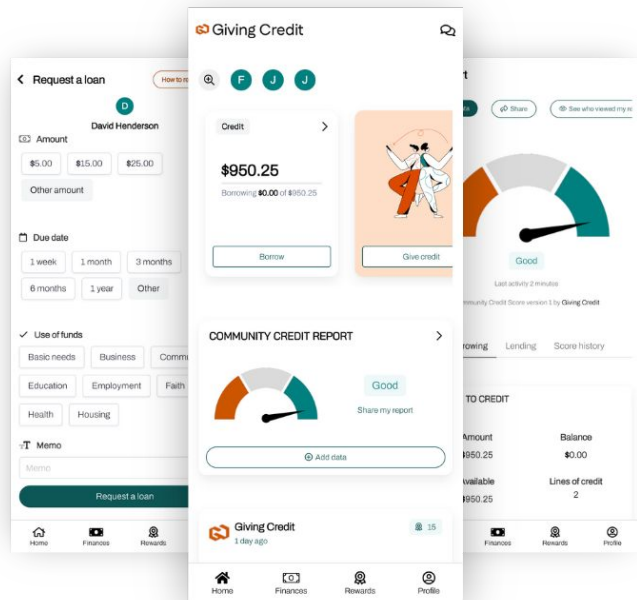 Request a loan
How to re
D
David Henderson
Amount
$5.00 $15.00 $25.00
Other amount
Due date
1 week 1 month 3 months
6 months 1 year Other
Use of funds
Basic needs Business Commu
Education Employment Faith
Health Housing
Memo
Memo
Request a loan
Home Finances Rewards
Giving Credit
F J J
Credit
$950.25
Borrowing $0.00 of $950.25
Borrow
Give credit
COMMUNITY CREDIT REPORT
Good
Share my report
Add data
Giving Credit
1 day ago
15
Home Finances Rewards Profile
rt
Share See who viewed my re
Good
Last activity 2 minutes
mmunity Credit Score version 1 by Giving Credit
rowing Lending Score history
TO CREDIT
Amount Balance
$950.25 $0.00
Available Lines of credit
$950.25 2
Finances Rewards Profile